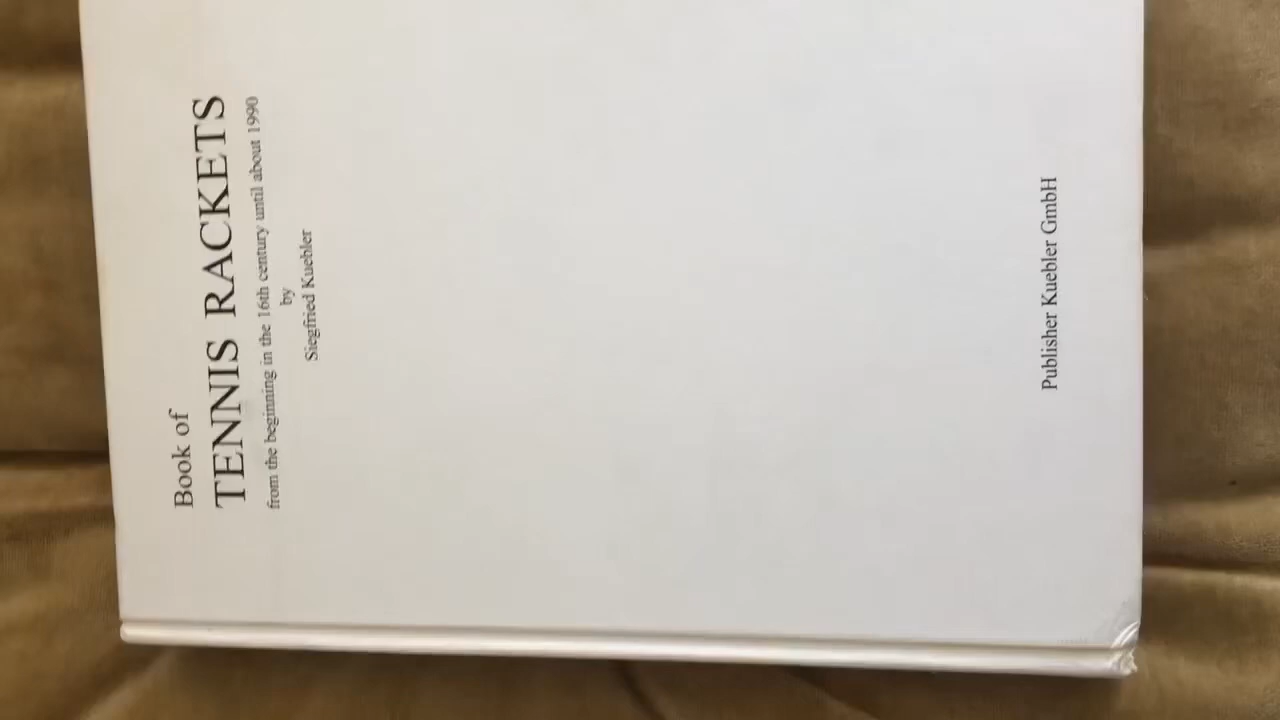 Book of
TENNIS RACKETS
from the beginning in the 16th century until about 1990
by
Siegfried Kuebler
Publisher Kuebler GmbH